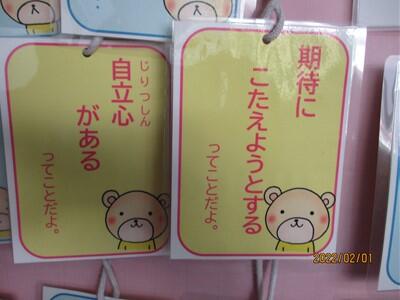 期待に
こたえようとする
ってことだよ。
じりつしん
自立心
がある
ってことだよ。
2022/02/01